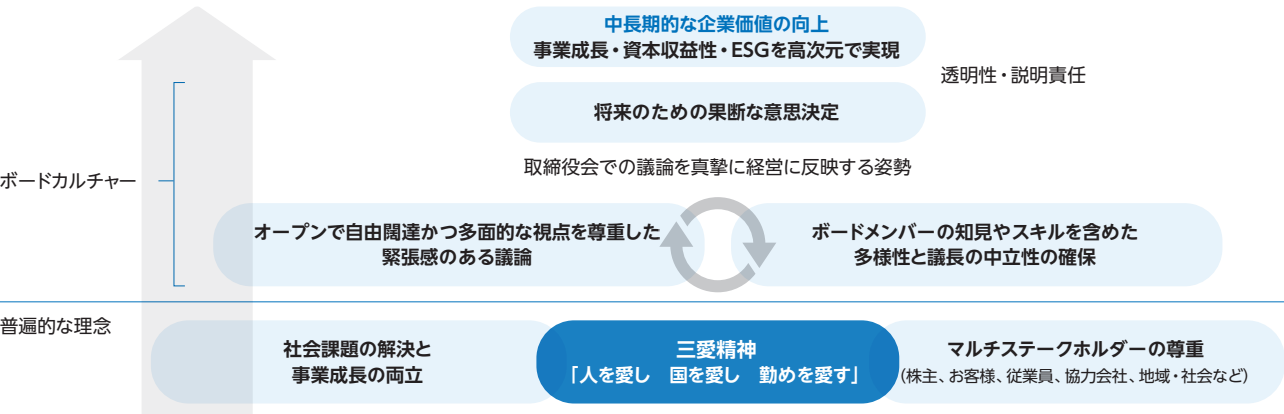 中長期的な企業価値の向上
事業成長・資本収益性・ESGを高次元で実現
透明性・説明責任
将来のための果断な意思決定
取締役会での議論を真摯に経営に反映する姿勢
ボードカルチャー
オープンで自由闊達かつ多面的な視点を尊重した
緊張感のある議論
ボードメンバーの知見やスキルを含めた
多様性と議長の中立性の確保
普遍的な理念
社会課題の解決と
事業成長の両立
三愛精神
「人を愛し　国を愛し　勤めを愛す」
マルチステークホルダーの尊重
(株主、お客様、従業員、協力会社、地域・社会など)